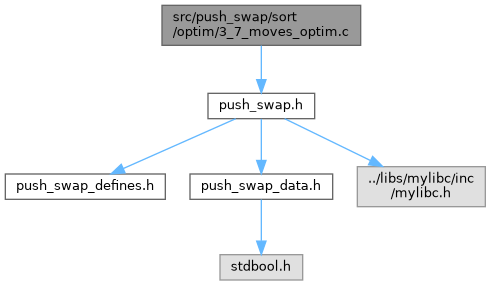 src/push_swap/sort
/optim/3_7_moves_optim.c
push_swap.h
push_swap_defines.h
push_swap_data.h
../libs/mylibc/inc
/mylibc.h
stdbool.h